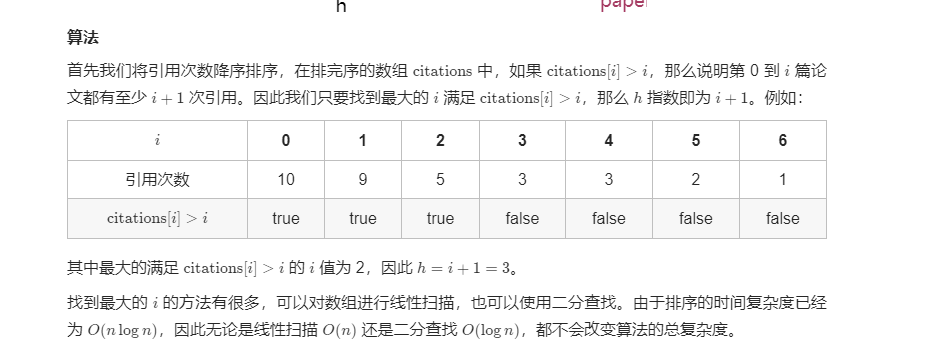 h paper
算法
首先我们将引用次数降序排序，在排完序的数组 citations 中，如果 citations[i] > i，那么说明第 0 到 i 篇论
文都有至少 i + 1 次引用。因此我们只要找到最大的 i 满足 citations[i] > i，那么 h 指数即为 i + 1。例如：
i 0 1 2 3 4 5 6
引用次数 10 9 5 3 3 2 1
citations[i] > i true true true false false false false
其中最大的满足 citations[i] > i 的 i 值为 2，因此 h = i + 1 = 3。
找到最大的 i 的方法有很多，可以对数组进行线性扫描，也可以使用二分查找。由于排序的时间复杂度已经
为 O(n log n)，因此无论是线性扫描 O(n) 还是二分查找 O(log n)，都不会改变算法的总复杂度。